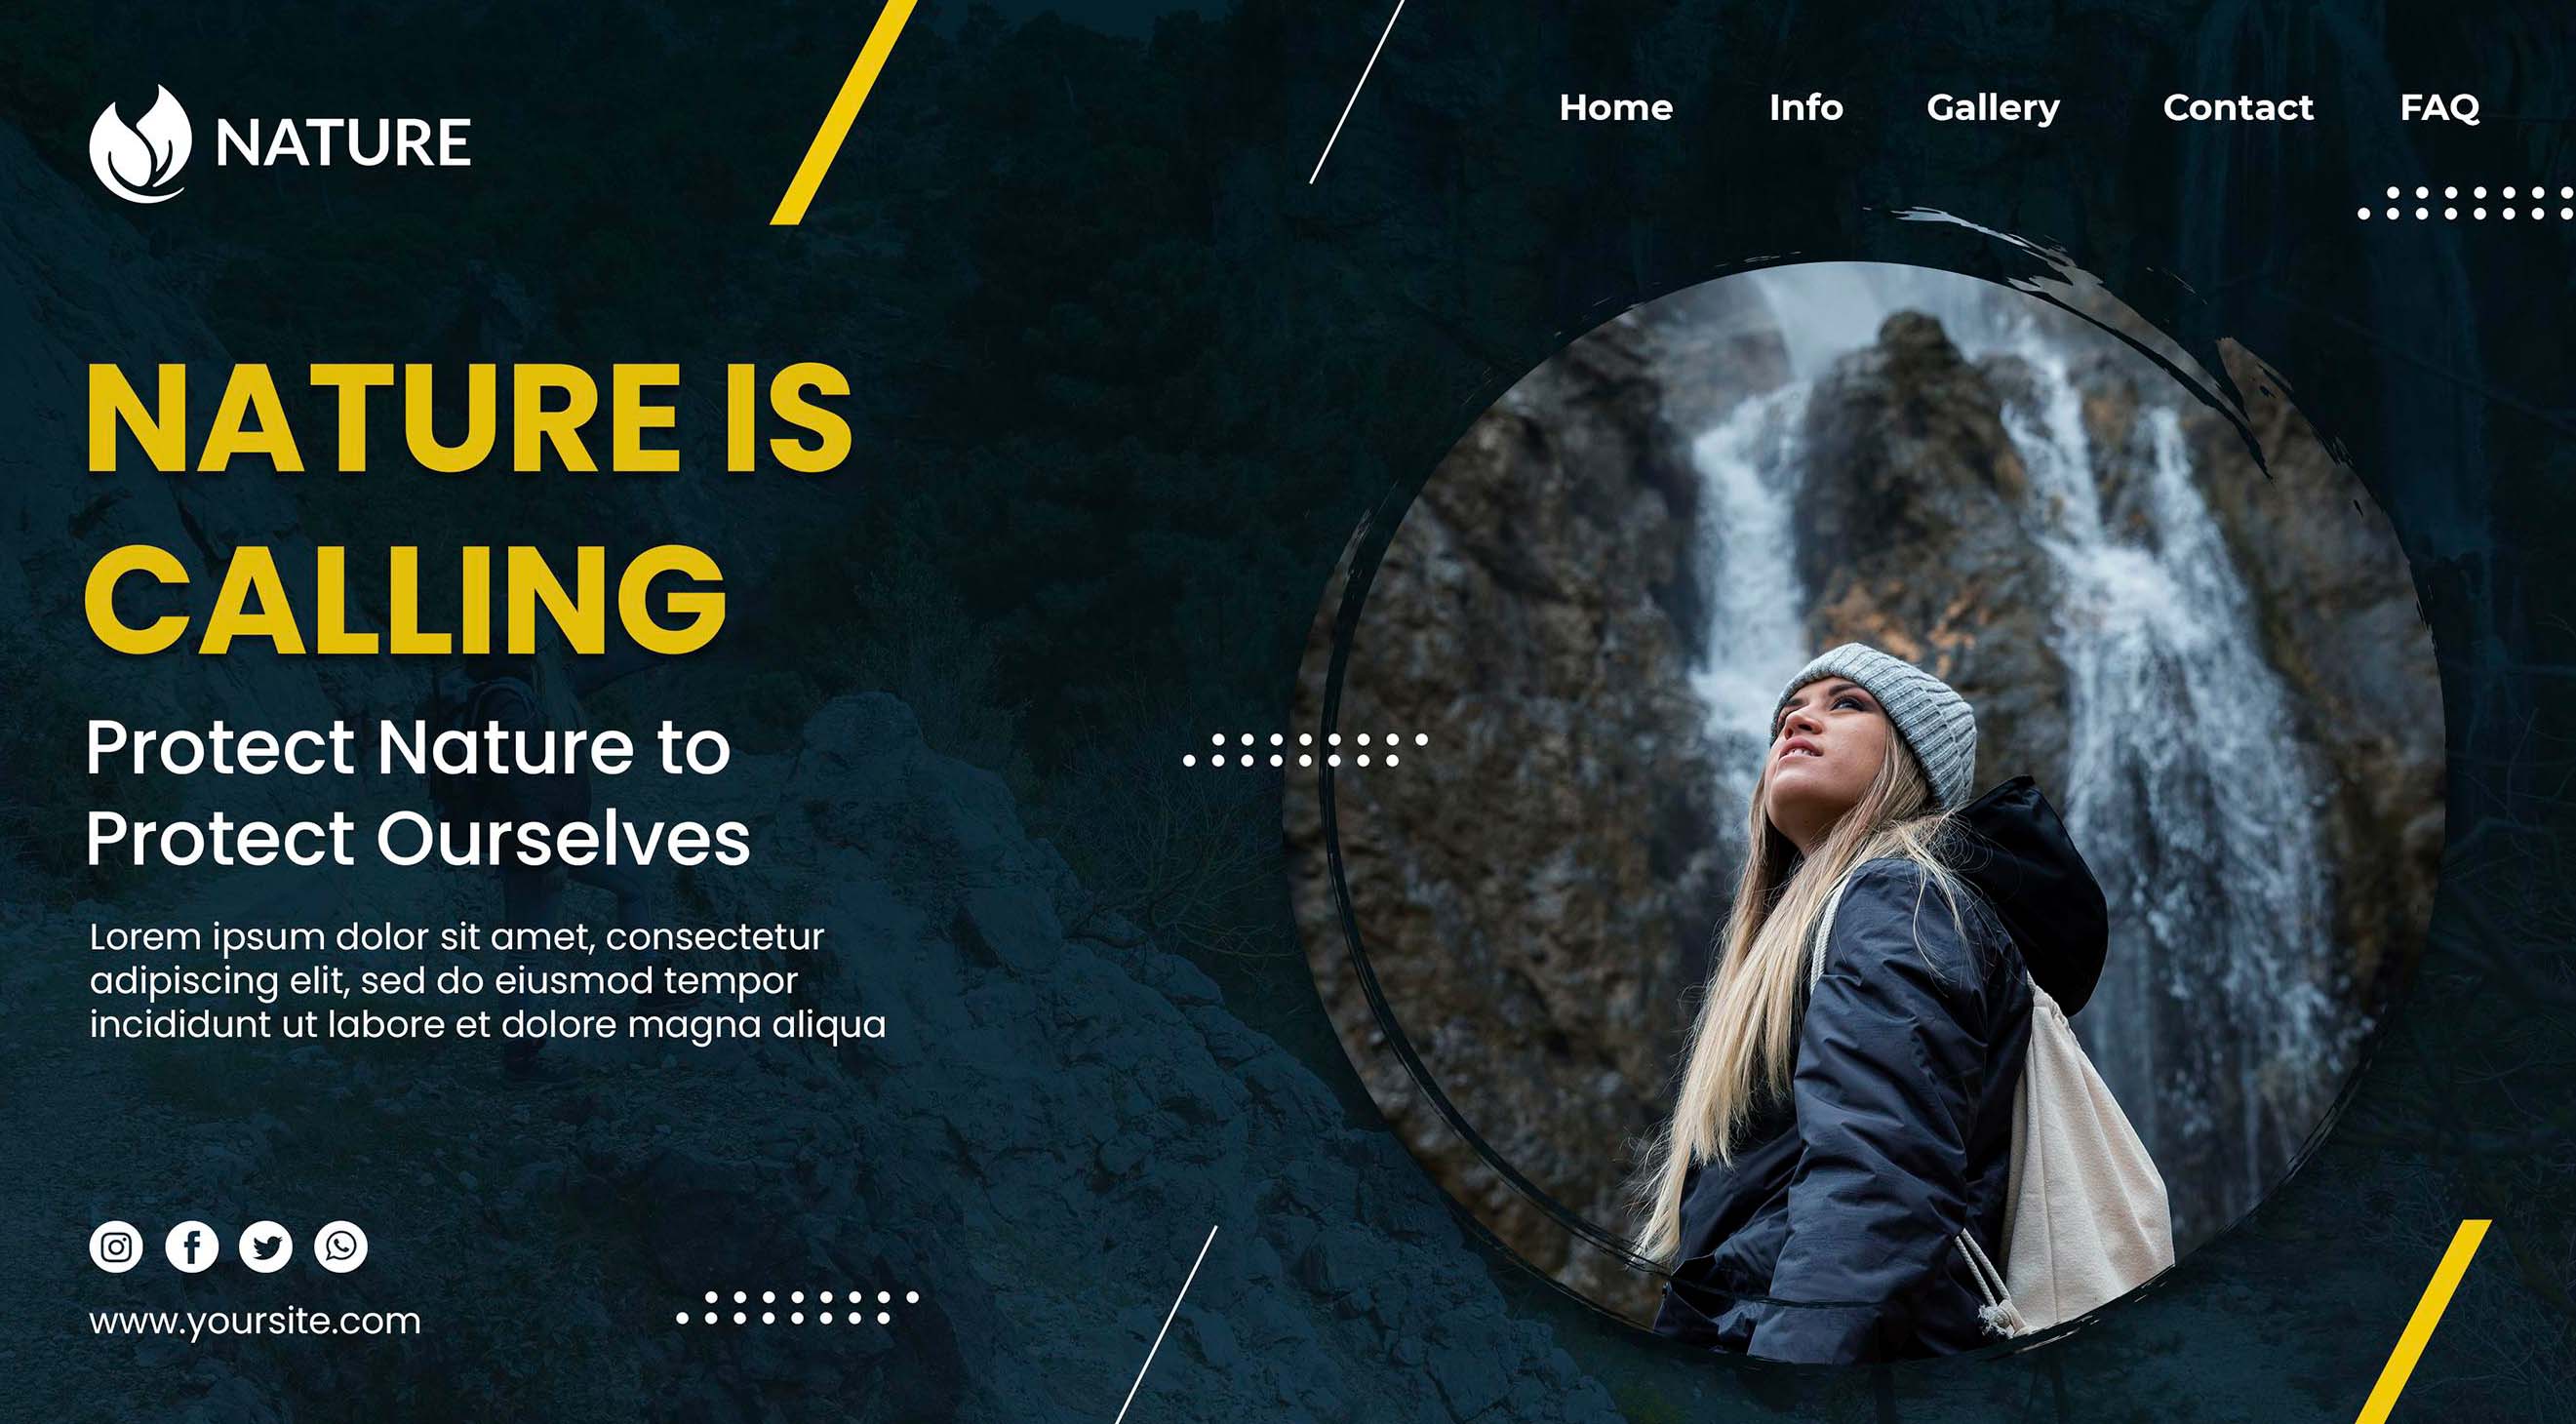 NATURE
Home Info Gallery Contact FAQ
NATURE IS
CALLING
Protect Nature to
Protect Ourselves
Lorem ipsum dolor sit amet, consectetur
adipiscing elit, sed do eiusmod tempor
incididunt ut labore et dolore magna aliqua
www.yoursite.com